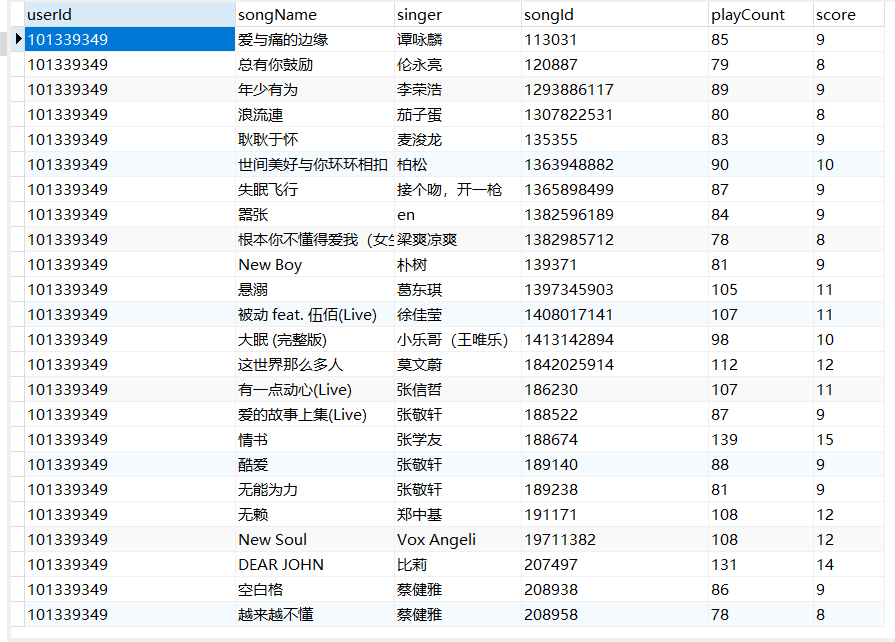 userId songName singer songId playCount score
101339349 爱与痛的边缘 谭咏麟 113031 85 9
101339349 总有你鼓励 伦永亮 120887 79 8
101339349 年少有为 李荣浩 1293886117 89 9
101339349 浪流連 茄子蛋 1307822531 80 8
101339349 耿耿于怀 麦浚龙 135355 83 9
101339349 世间美好与你环环相扣 柏松 1363948882 90 10
101339349 失眠飞行 接个吻，开一枪 1365898499 87 9
101339349 嚣张 en 1382596189 84 9
101339349 根本你不懂得爱我（女生 梁爽凉爽 1382985712 78 8
101339349 New Boy 朴树 139371 81 9
101339349 悬溺 葛东琪 1397345903 105 11
101339349 被动 feat. 伍佰(Live) 徐佳莹 1408017141 107 11
101339349 大眠 (完整版) 小乐哥（王唯乐） 1413142894 98 10
101339349 这世界那么多人 莫文蔚 1842025914 112 12
101339349 有一点动心(Live) 张信哲 186230 107 11
101339349 爱的故事上集(Live) 张敬轩 188522 87 9
101339349 情书 张学友 188674 139 15
101339349 酷爱 张敬轩 189140 88 9
101339349 无能为力 张敬轩 189238 81 9
101339349 无赖 郑中基 191171 108 12
101339349 New Soul Vox Angeli 19711382 108 12
101339349 DEAR JOHN 比莉 207497 131 14
101339349 空白格 蔡健雅 208938 86 9
101339349 越来越不懂 蔡健雅 208958 78 8